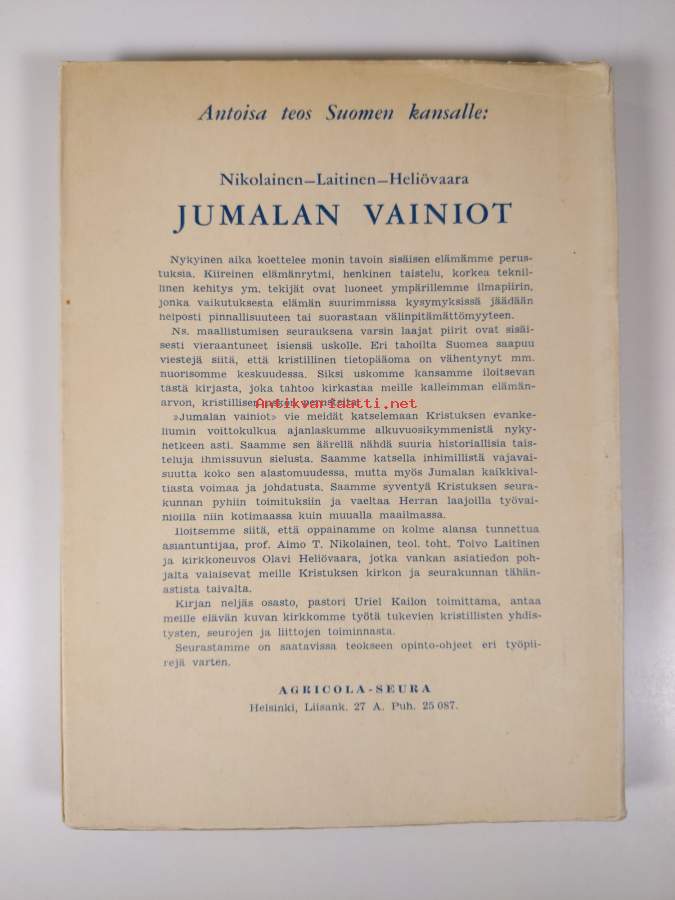 Antoisa teos Suomen kansalle:
Nikolainen—Laitinen—Heliövaara
JUMALAN VAINIOT
Nykyinen aika koettelee monin tavoin sisäisen elämämme perus-
tuksia. Kiireinen elämänrytmi, henkinen taistelu, korkea teknil-
linen kehitys ym. tekijät ovat luoneet ympärillemme ilmapiirin,
jonka vaikutuksesta elämän suurimmissa kysymyksissä jäädään
helposti pinnallisuuteen tai suorastaan välinpitämättömyyteen.
Ns. maallistumisen seurauksena varsin laajat piirit ovat sisäi-
sesti vieraantuneet isiensä uskolle. Eri tahoilta Suomea saapuu
viestejä siitä, että kristillinen tietopääoma on vähentynyt mm.
nuorisomme keskuudessa. Siksi uskomme kansamme iloitsevan
tästä kirjasta, joka tahtoo kirkastaa meille kalleimman elämän-
arvon, kristillisen
Antikvariaatti.net
»Jumalan vainiot» vie meidät katselemaan Kristuksen evanke-
liumin voittokulkua ajanlaskumme alkuvuosikymmenistä nyky-
hetkeen asti. Saamme sen äärellä nähdä suuria historiallisia tais-
teluja ihmissuvun sielusta. Saamme katsella inhimillistä vajavai-
suutta koko sen alastomuudessa, mutta myös Jumalan kaikkival-
tiasta voimaa ja johdatusta. Saamme syventyä Kristuksen seura-
kunnan pyhiin toimituksiin ja vaeltaa Herran laajoilla työvai-
nioilla niin kotimaassa kuin muualla maailmassa.
Iloitsemme siitä, että oppainamme on kolme alansa tunnettua
asiantuntijaa, prof. Aimo T. Nikolainen, teol. toht. Toivo Laitinen
ja kirkkoneuvos Olavi Heliövaara, jotka vankan asiatiedon poh-
jalta valaisevat meille Kristuksen kirkon ja seurakunnan tähän-
astista taivalta.
Kirjan neljäs osasto, pastori Uriel Kailon toimittama, antaa
meille elävän kuvan kirkkomme työtä tukevien kristillisten yhdis-
tysten, seurojen ja liittojen toiminnasta.
Seurastamme on saatavissa teokseen opinto-ohjeet eri työpii-
rejä varten.
AGRICOLA-SEURA
Helsinki, Liisank. 27 A. Puh. 25 087.